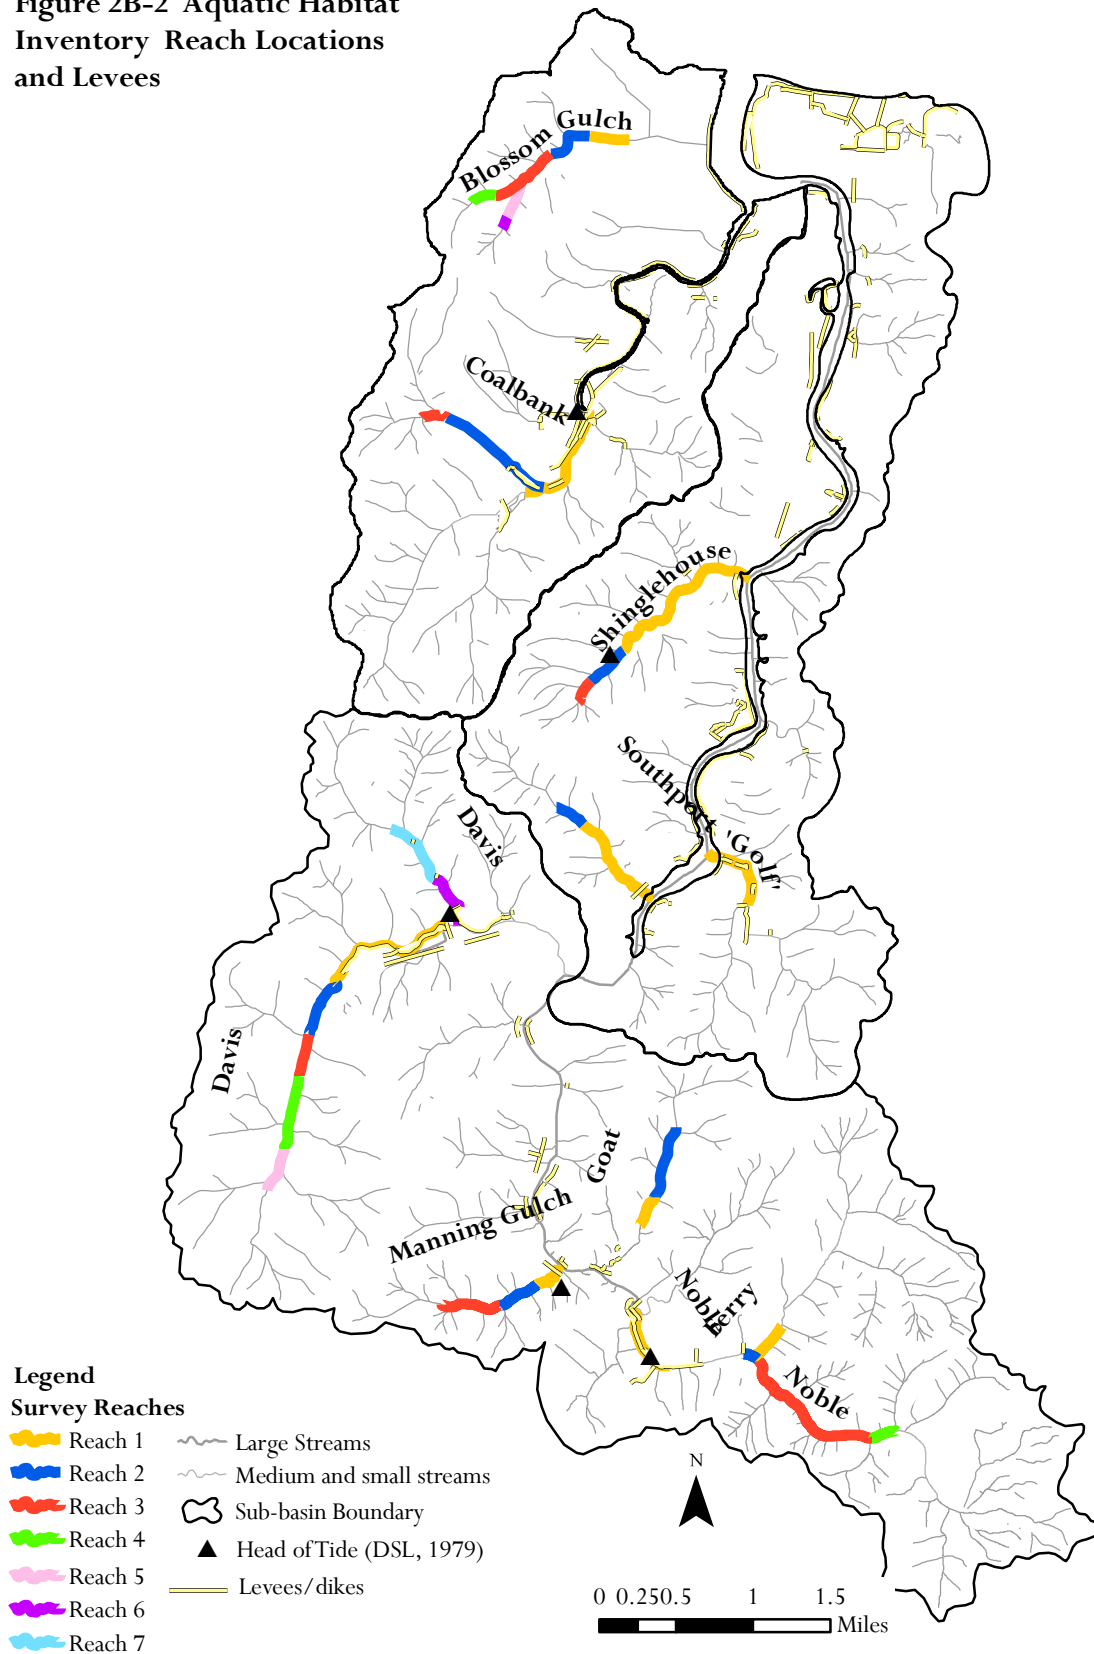 Figure 2B-2 Aquatic Habitat
Inventory Reach Locations
and Levees
Blossom Gulch
Coalbank
Shinglehouse
Southport 'Golf'
Davis
Davis
Goat
Manning Gulch
Noble
Ferry
Noble
Legend
Survey Reaches
Reach 1
Reach 2
Reach 3
Reach 4
Reach 5
Reach 6
Reach 7
Large Streams
Medium and small streams
Sub-basin Boundary
Head of Tide (DSL, 1979)
Levees/dikes
N
0 0.25 0.5 1 1.5
Miles